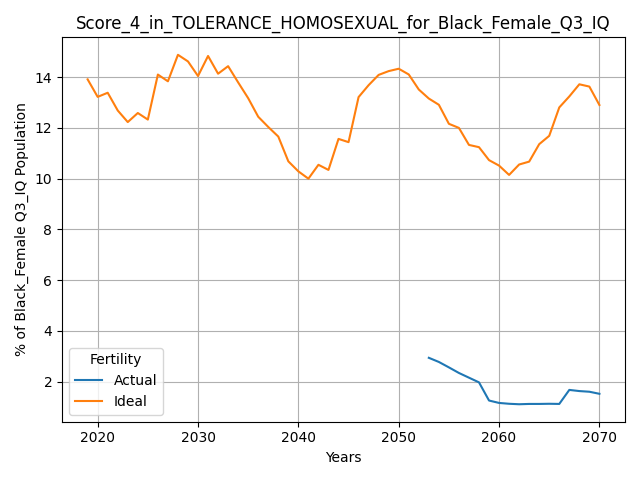 Score_4_in_TOLERANCE_HOMOSEXUAL_for_Black_Female_Q3_IQ
% of Black_Female Q3_IQ Population
14
12
10
8
6
4
2
Fertility
Actual
Ideal
2020 2030 2040 2050 2060 2070
Years